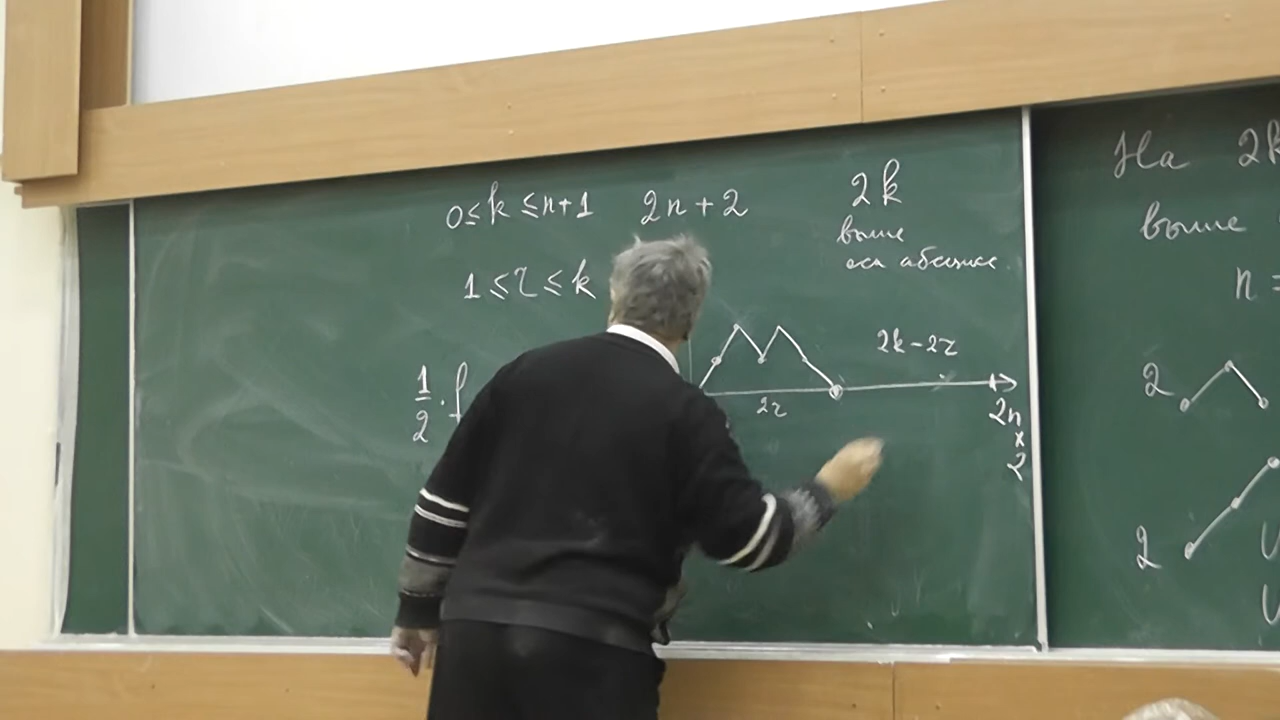 0 ≤ k ≤ n+1 2n+2 2k
выше
оси абсцисс
1 ≤ r ≤ k
2k-2r
1/2 · f
2r
2n
2
На 2k
выше
n =
2
2